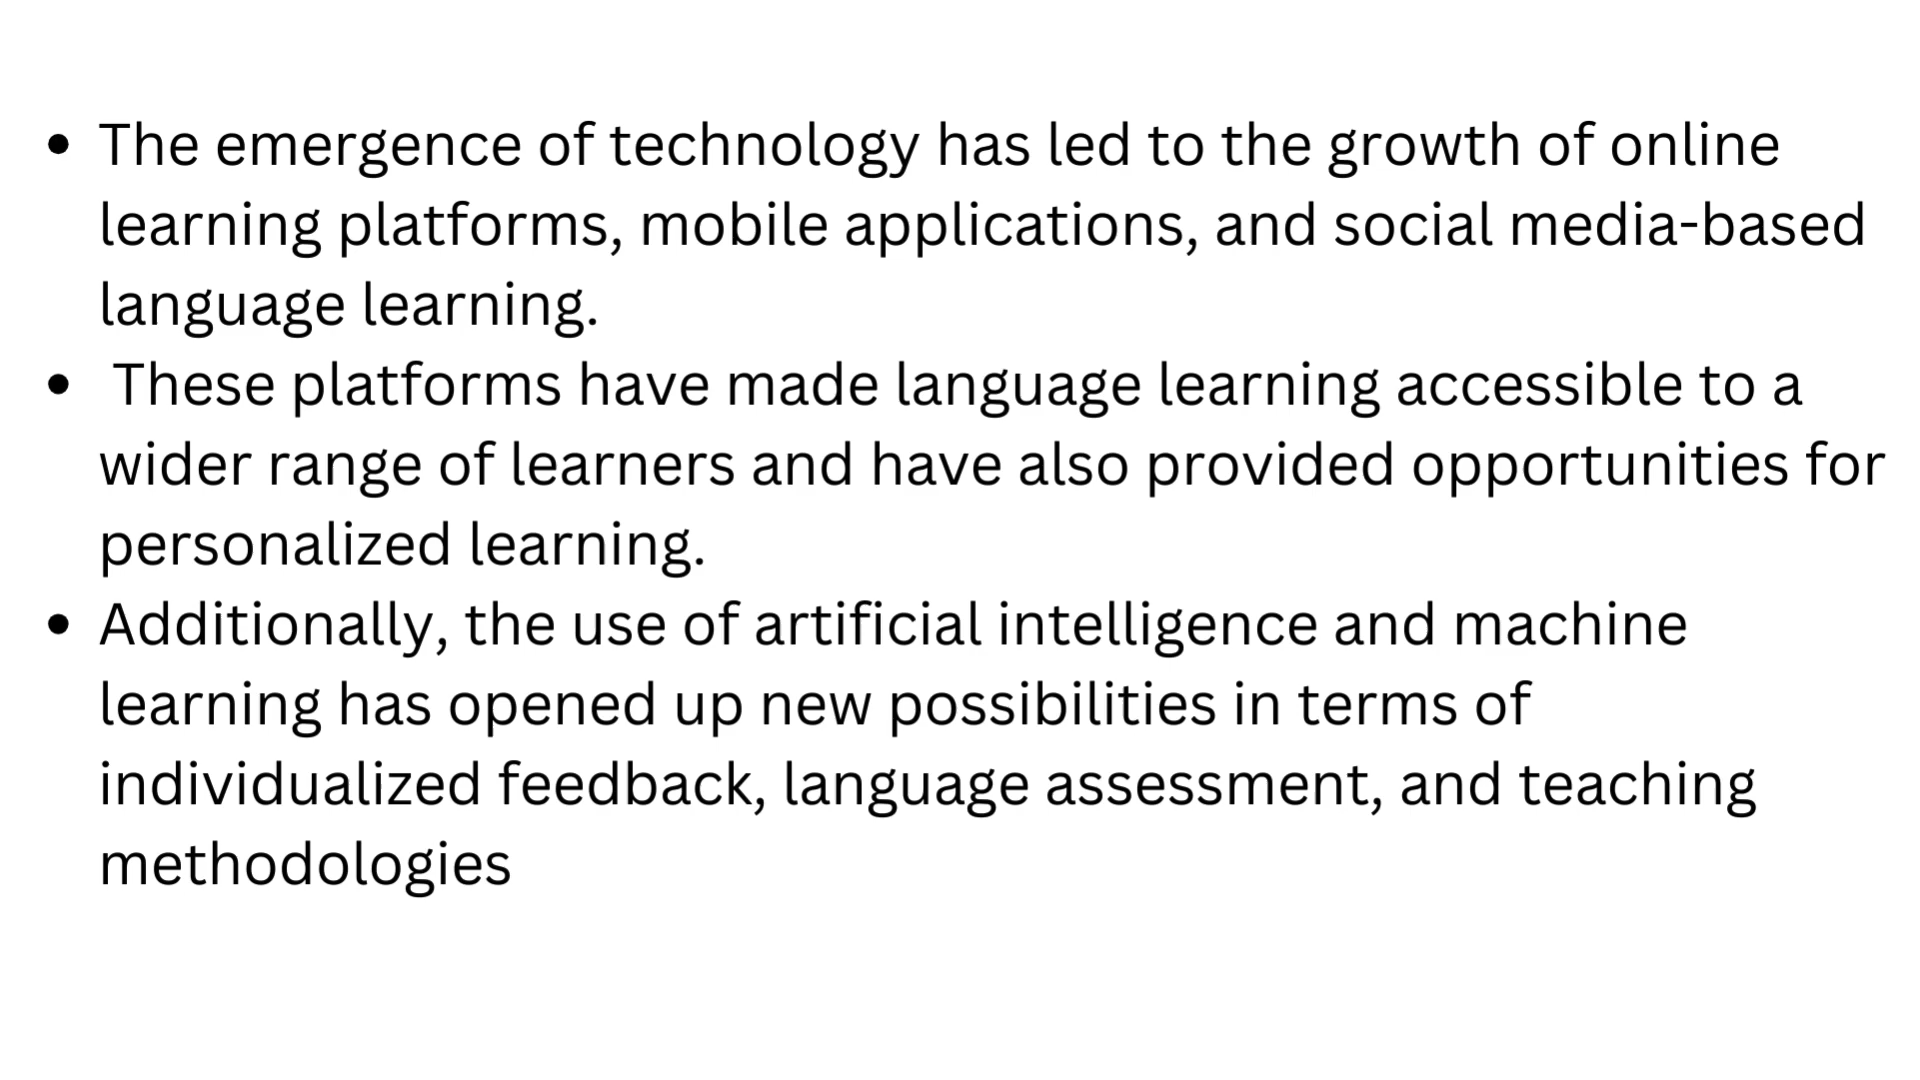 • The emergence of technology has led to the growth of online
learning platforms, mobile applications, and social media-based
language learning.
• These platforms have made language learning accessible to a
wider range of learners and have also provided opportunities for
personalized learning.
• Additionally, the use of artificial intelligence and machine
learning has opened up new possibilities in terms of
individualized feedback, language assessment, and teaching
methodologies